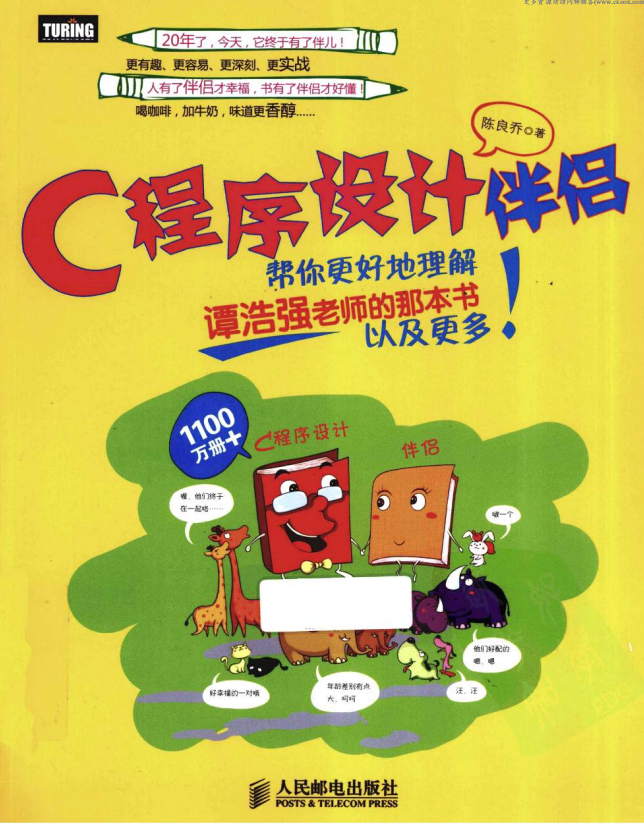 TURING
20年了，今天，它终于有了伴儿！
更有趣、更容易、更深刻、更实战
人有了伴侣才幸福，书有了伴侣才好懂！
喝咖啡，加牛奶，味道更香醇……
陈良乔◎著
C程序设计伴侣
帮你更好地理解
谭浩强老师的那本书
以及更多！
1100
万册+
C程序设计
伴侣
喔、他们终于
在一起咯……
啵一个
他们好配的
嗯、嗯
好幸福的一对哦
年龄差别有点
大、呵呵
汪、汪
人民邮电出版社
POSTS & TELECOM PRESS